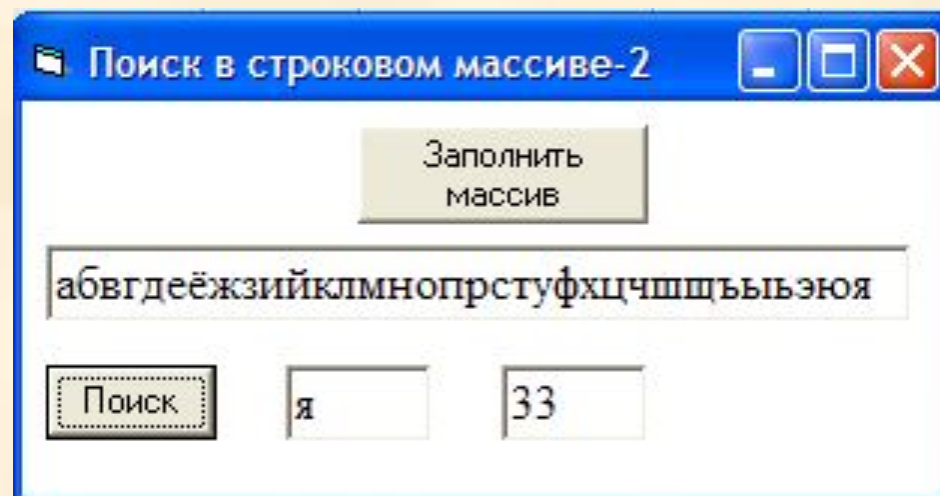 Поиск в строковом массиве-2
Заполнить
массив
абвгдеёжзийклмнопрстуфхцчшщъыьэюя
Поиск я 33